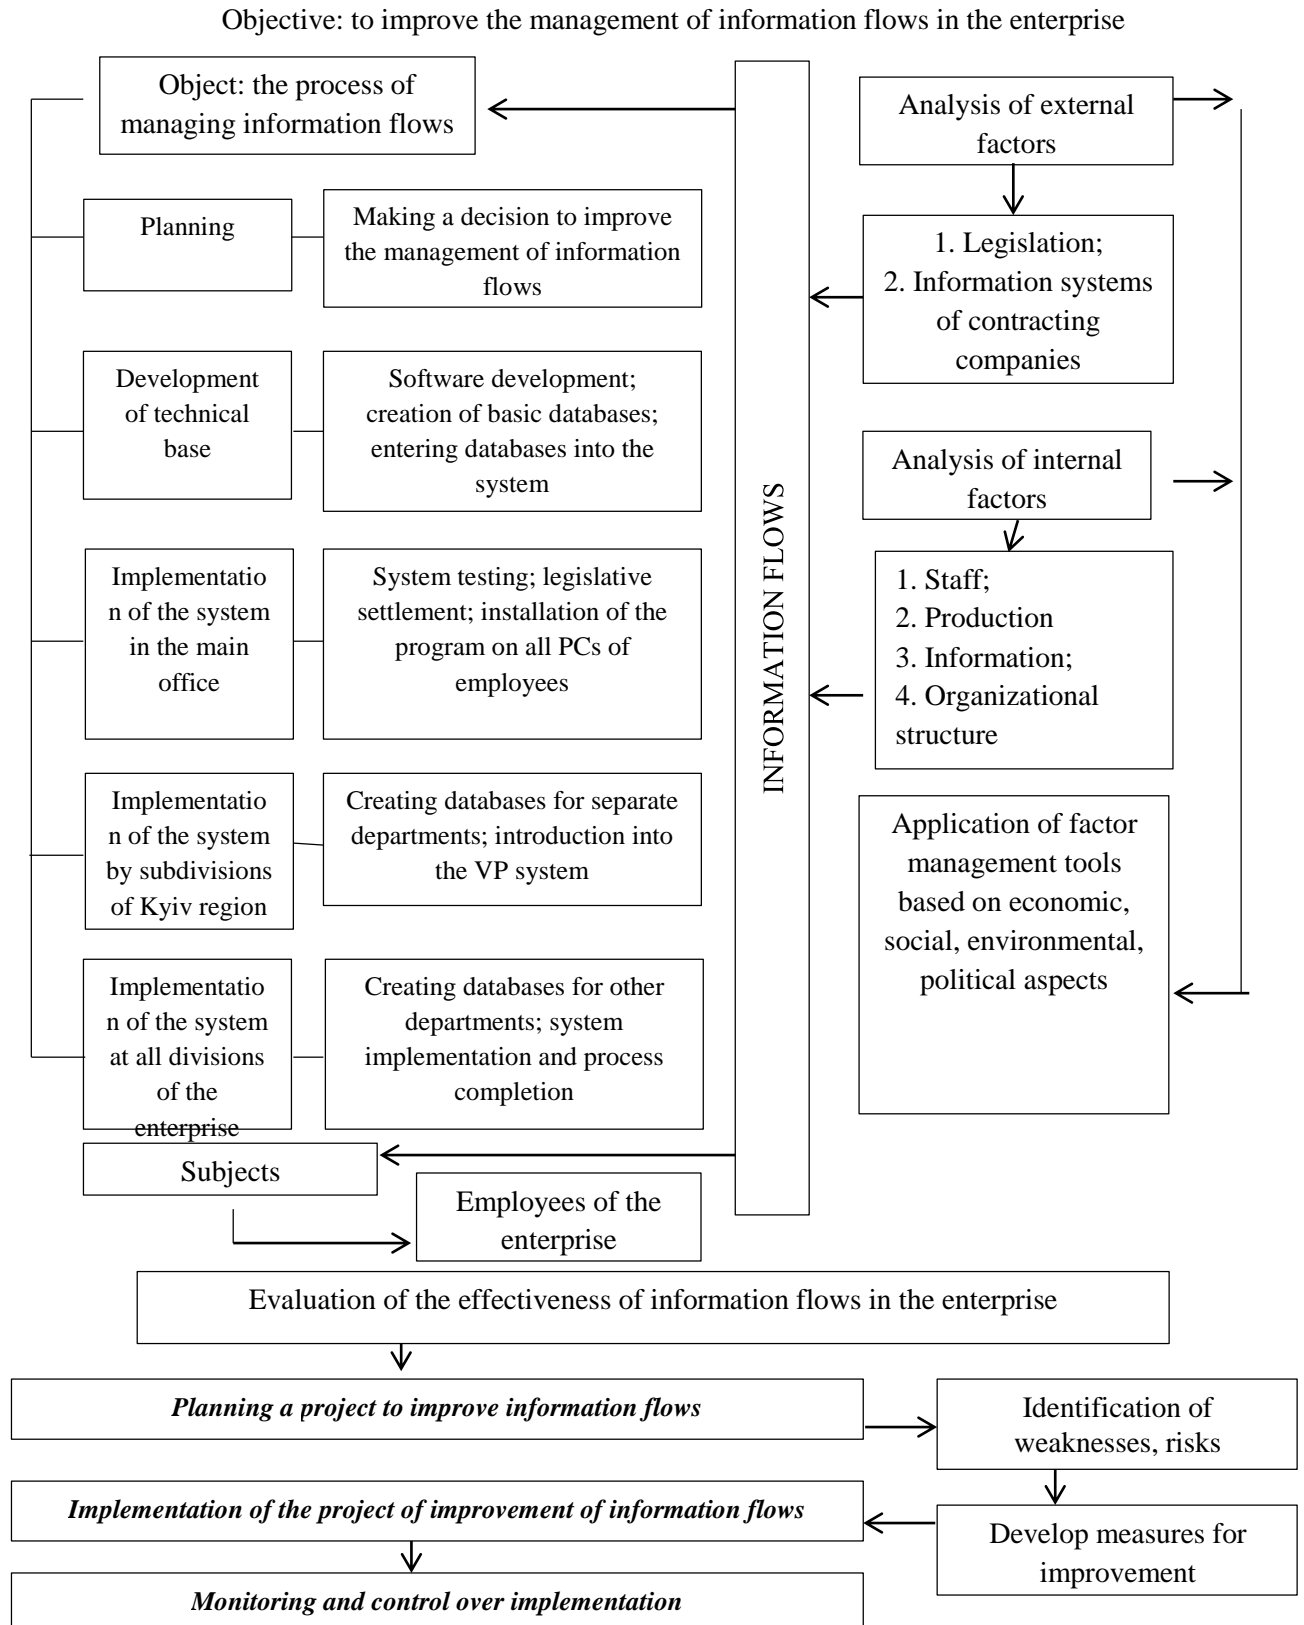 Objective: to improve the management of information flows in the enterprise
Object: the process of
managing information flows
Planning
Making a decision to improve
the management of information
flows
Development
of technical
base
Software development;
creation of basic databases;
entering databases into the
system
Implementatio
n of the system
in the main
office
System testing; legislative
settlement; installation of the
program on all PCs of
employees
Implementatio
n of the system
by subdivisions
of Kyiv region
Creating databases for separate
departments; introduction into
the VP system
Implementatio
n of the system
at all divisions
of the
enterprise
Creating databases for other
departments; system
implementation and process
completion
Subjects
Employees of the
enterprise
INFORMATION FLOWS
Analysis of external
factors
1. Legislation;
2. Information systems
of contracting
companies
Analysis of internal
factors
1. Staff;
2. Production
3. Information;
4. Organizational
structure
Application of factor
management tools
based on economic,
social, environmental,
political aspects
Evaluation of the effectiveness of information flows in the enterprise
Planning a project to improve information flows
Identification of
weaknesses, risks
Implementation of the project of improvement of information flows
Develop measures for
improvement
Monitoring and control over implementation